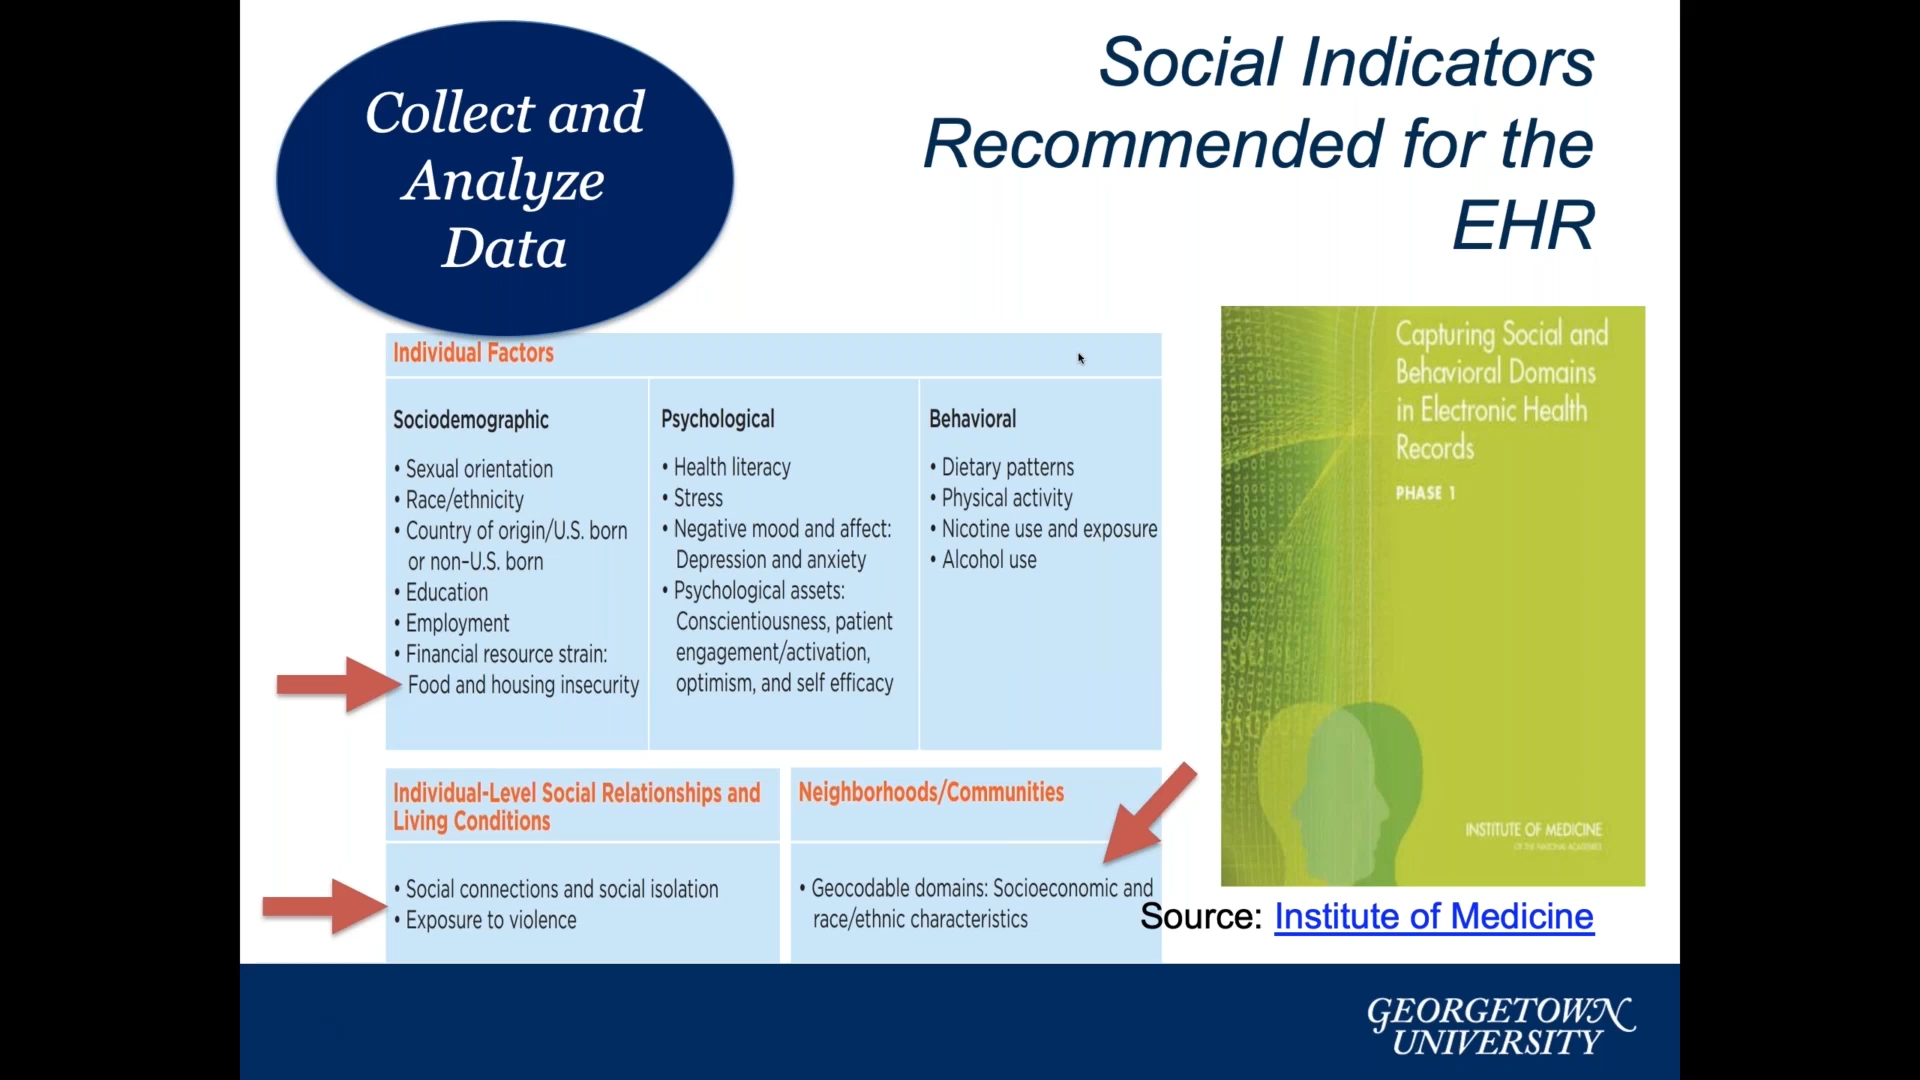 Collect and
Analyze
Data
Social Indicators
Recommended for the
EHR
Individual Factors
Sociodemographic
• Sexual orientation
• Race/ethnicity
• Country of origin/U.S. born
or non-U.S. born
• Education
• Employment
• Financial resource strain:
Food and housing insecurity
Psychological
• Health literacy
• Stress
• Negative mood and affect:
Depression and anxiety
• Psychological assets:
Conscientiousness, patient
engagement/activation,
optimism, and self efficacy
Behavioral
• Dietary patterns
• Physical activity
• Nicotine use and exposure
• Alcohol use
Individual-Level Social Relationships and
Living Conditions
• Social connections and social isolation
• Exposure to violence
Neighborhoods/Communities
• Geocodable domains: Socioeconomic and
race/ethnic characteristics
Capturing Social and
Behavioral Domains
in Electronic Health
Records
PHASE 1
INSTITUTE OF MEDICINE
OF THE NATIONAL ACADEMIES
Source: Institute of Medicine
GEORGETOWN
UNIVERSITY